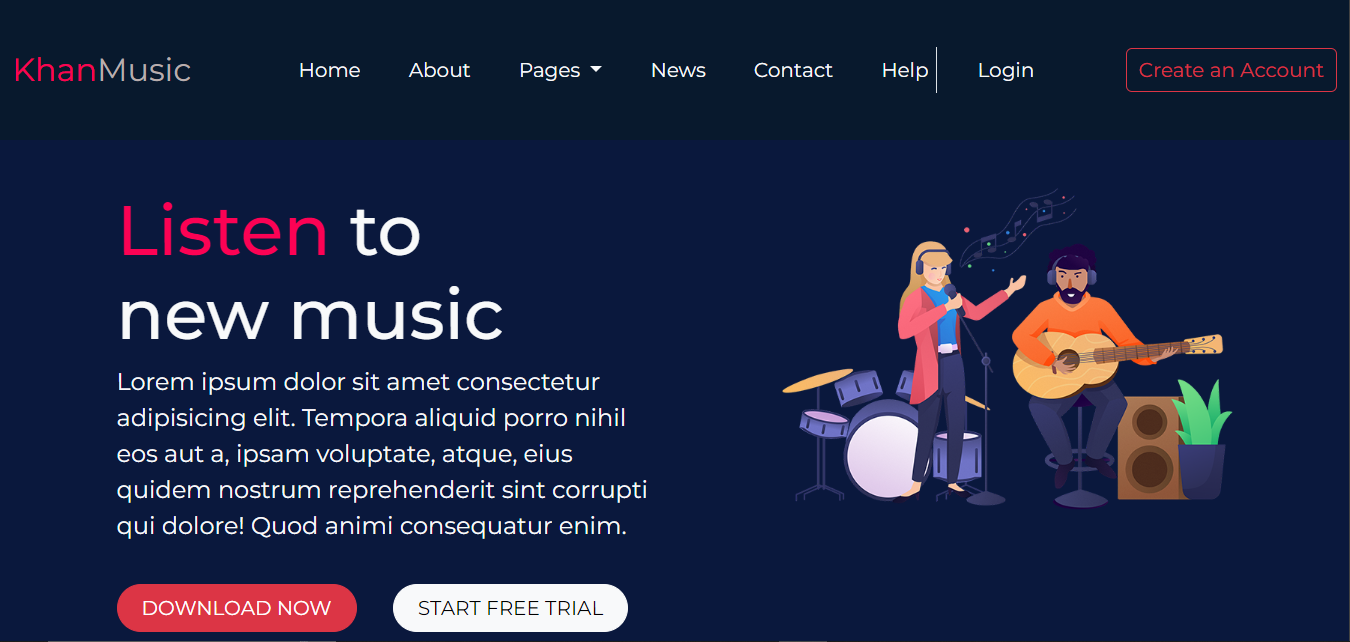 KhanMusic Home About Pages News Contact Help Login Create an Account
Listen to
new music
Lorem ipsum dolor sit amet consectetur
adipisicing elit. Tempora aliquid porro nihil
eos aut a, ipsam voluptate, atque, eius
quidem nostrum reprehenderit sint corrupti
qui dolore! Quod animi consequatur enim.
DOWNLOAD NOW START FREE TRIAL